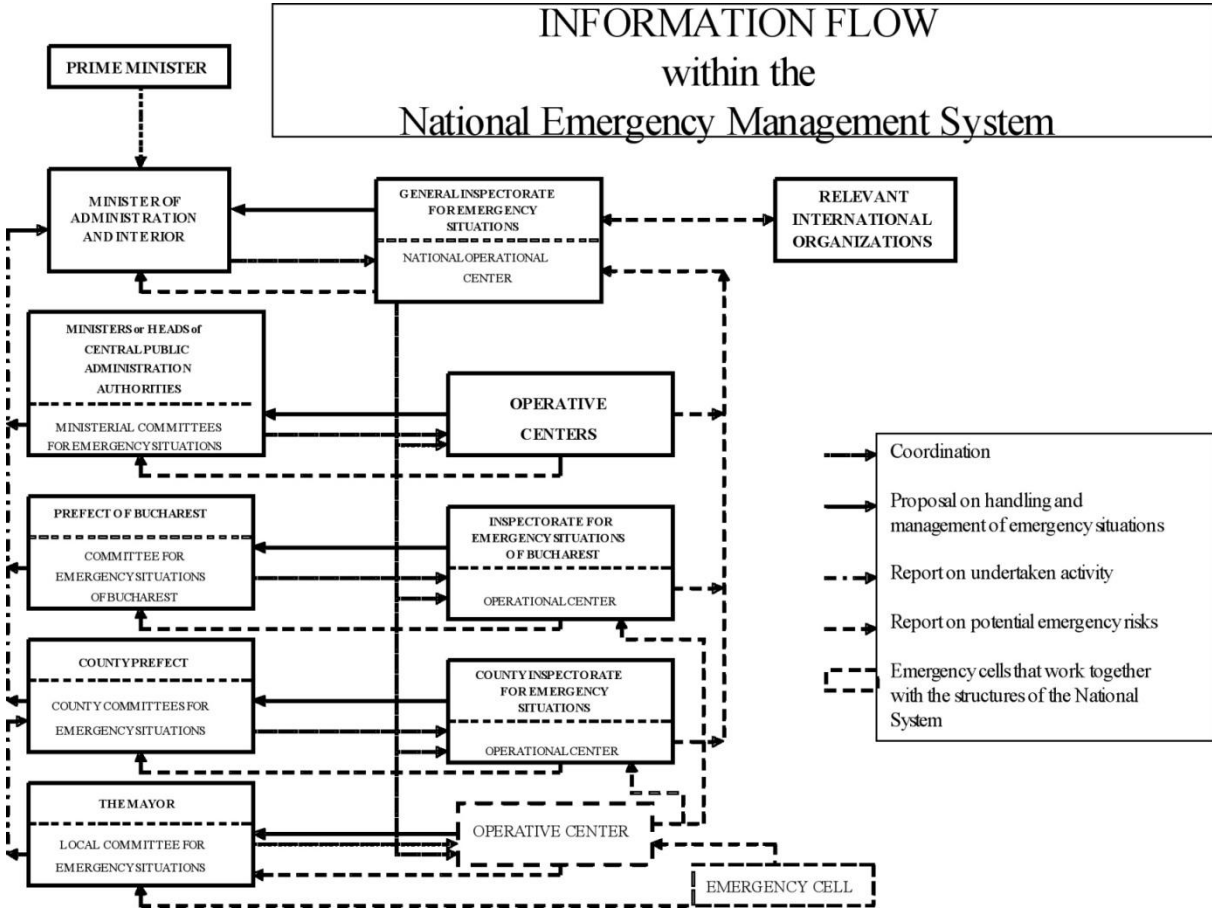 INFORMATION FLOW
within the
National Emergency Management System
PRIME MINISTER
MINISTER OF
ADMINISTRATION
AND INTERIOR
GENERAL INSPECTORATE
FOR EMERGENCY
SITUATIONS
NATIONAL OPERATIONAL
CENTER
RELEVANT
INTERNATIONAL
ORGANIZATIONS
MINISTERS or HEADS of
CENTRAL PUBLIC
ADMINISTRATION
AUTHORITIES
MINISTERIAL COMMITTEES
FOR EMERGENCY SITUATIONS
OPERATIVE
CENTERS
PREFECT OF BUCHAREST
COMMITTEE FOR
EMERGENCY SITUATIONS
OF BUCHAREST
INSPECTORATE FOR
EMERGENCY SITUATIONS
OF BUCHAREST
OPERATIONAL CENTER
COUNTY PREFECT
COUNTY COMMITTEES FOR
EMERGENCY SITUATIONS
COUNTY INSPECTORATE
FOR EMERGENCY
SITUATIONS
OPERATIONAL CENTER
THE MAYOR
LOCAL COMMITTEE FOR
EMERGENCY SITUATIONS
OPERATIVE CENTER
EMERGENCY CELL
Coordination
Proposal on handling and
management of emergency situations
Report on undertaken activity
Report on potential emergency risks
Emergency cells that work together
with the structures of the National
System